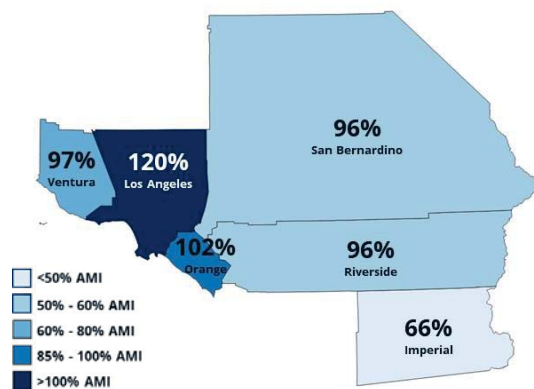 96%
San Bernardino
97%
Ventura
120%
Los Angeles
102%
Orange
96%
Riverside
66%
Imperial
<50% AMI
50% - 60% AMI
60% - 80% AMI
85% - 100% AMI
>100% AMI